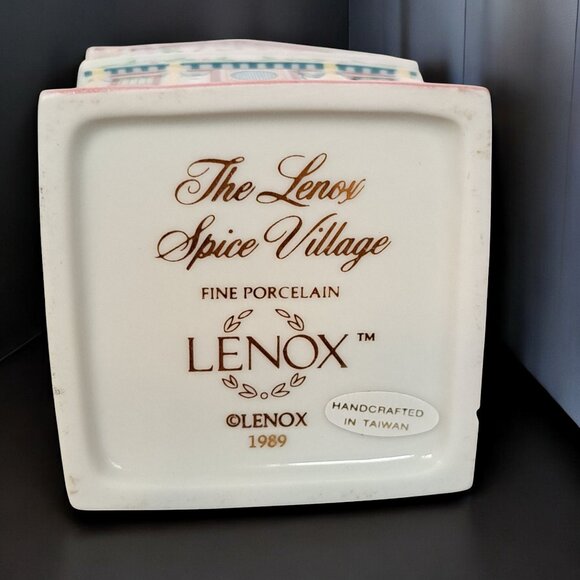 The Lenox
Spice Village
FINE PORCELAIN
LENOX™
©LENOX
1989
HANDCRAFTED
IN TAIWAN